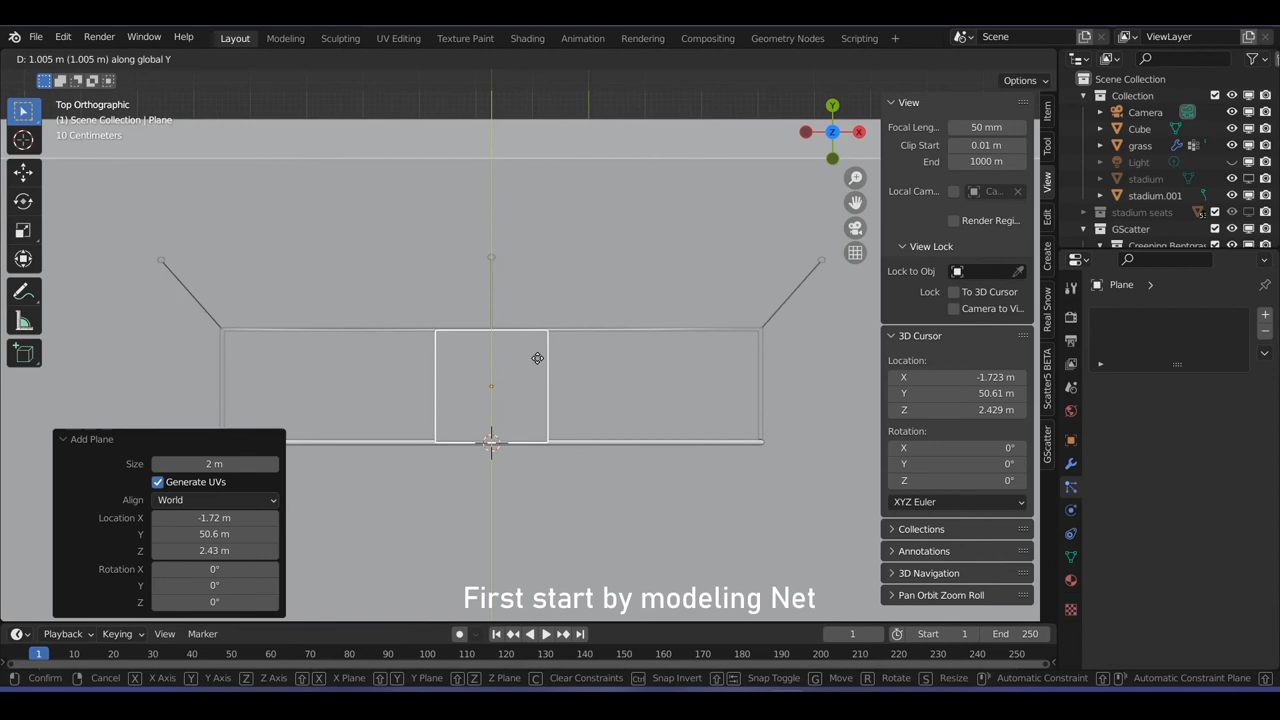 File Edit Render Window Help Layout Modeling Sculpting UV Editing Texture Paint Shading Animation Rendering Compositing Geometry Nodes Scripting + Scene ViewLayer
D: 1.005 m (1.005 m) along global Y
Options
Top Orthographic
(1) Scene Collection | Plane
10 Centimeters
Y
X
Z
View
Focal Leng... 50 mm
Clip Start 0.01 m
End 1000 m
Local Cam... Ca...
Render Regi...
View Lock
Lock to Obj
Lock To 3D Cursor
Camera to Vi...
3D Cursor
Location:
X -1.723 m
Y 50.61 m
Z 2.429 m
Rotation:
X 0°
Y 0°
Z 0°
XYZ Euler
Collections
Annotations
3D Navigation
Pan Orbit Zoom Roll
Item
Tool
View
Edit
Create
Real Snow
Scatter5 BETA
GScatter
Scene Collection
Collection
Camera
Cube
grass
Light
stadium
stadium.001
stadium seats
GScatter
Creeping Bentgras
Plane
Add Plane
Size 2 m
Generate UVs
Align World
Location X -1.72 m
Y 50.6 m
Z 2.43 m
Rotation X 0°
Y 0°
Z 0°
First start by modeling Net
Playback Keying View Marker 1 Start 1 End 250
1 10 20 30 40 50 60 70 80 90 100 110 120 130 140 150 160 170 180 190 200 210 220 230 240 250
Confirm Cancel X X Axis Y Y Axis Z Z Axis X X Plane Y Y Plane Z Z Plane C Clear Constraints Ctrl Snap Invert Snap Toggle G Move R Rotate S Resize Automatic Constraint Automatic Constraint Plane